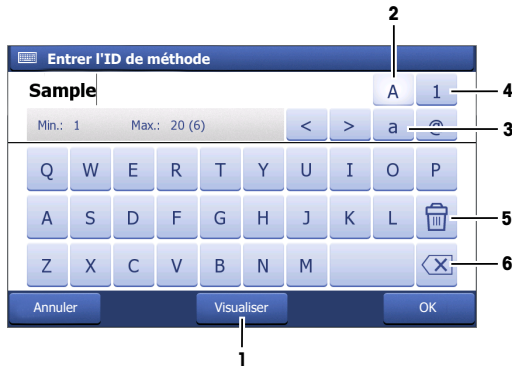 2
Entrer l'ID de méthode
Sample A 1 4
Min.: 1 Max.: 20 (6) < > a @ 3
Q W E R T Y U I O P
A S D F G H J K L 5
Z X C V B N M 6
Annuler Visualiser OK
1